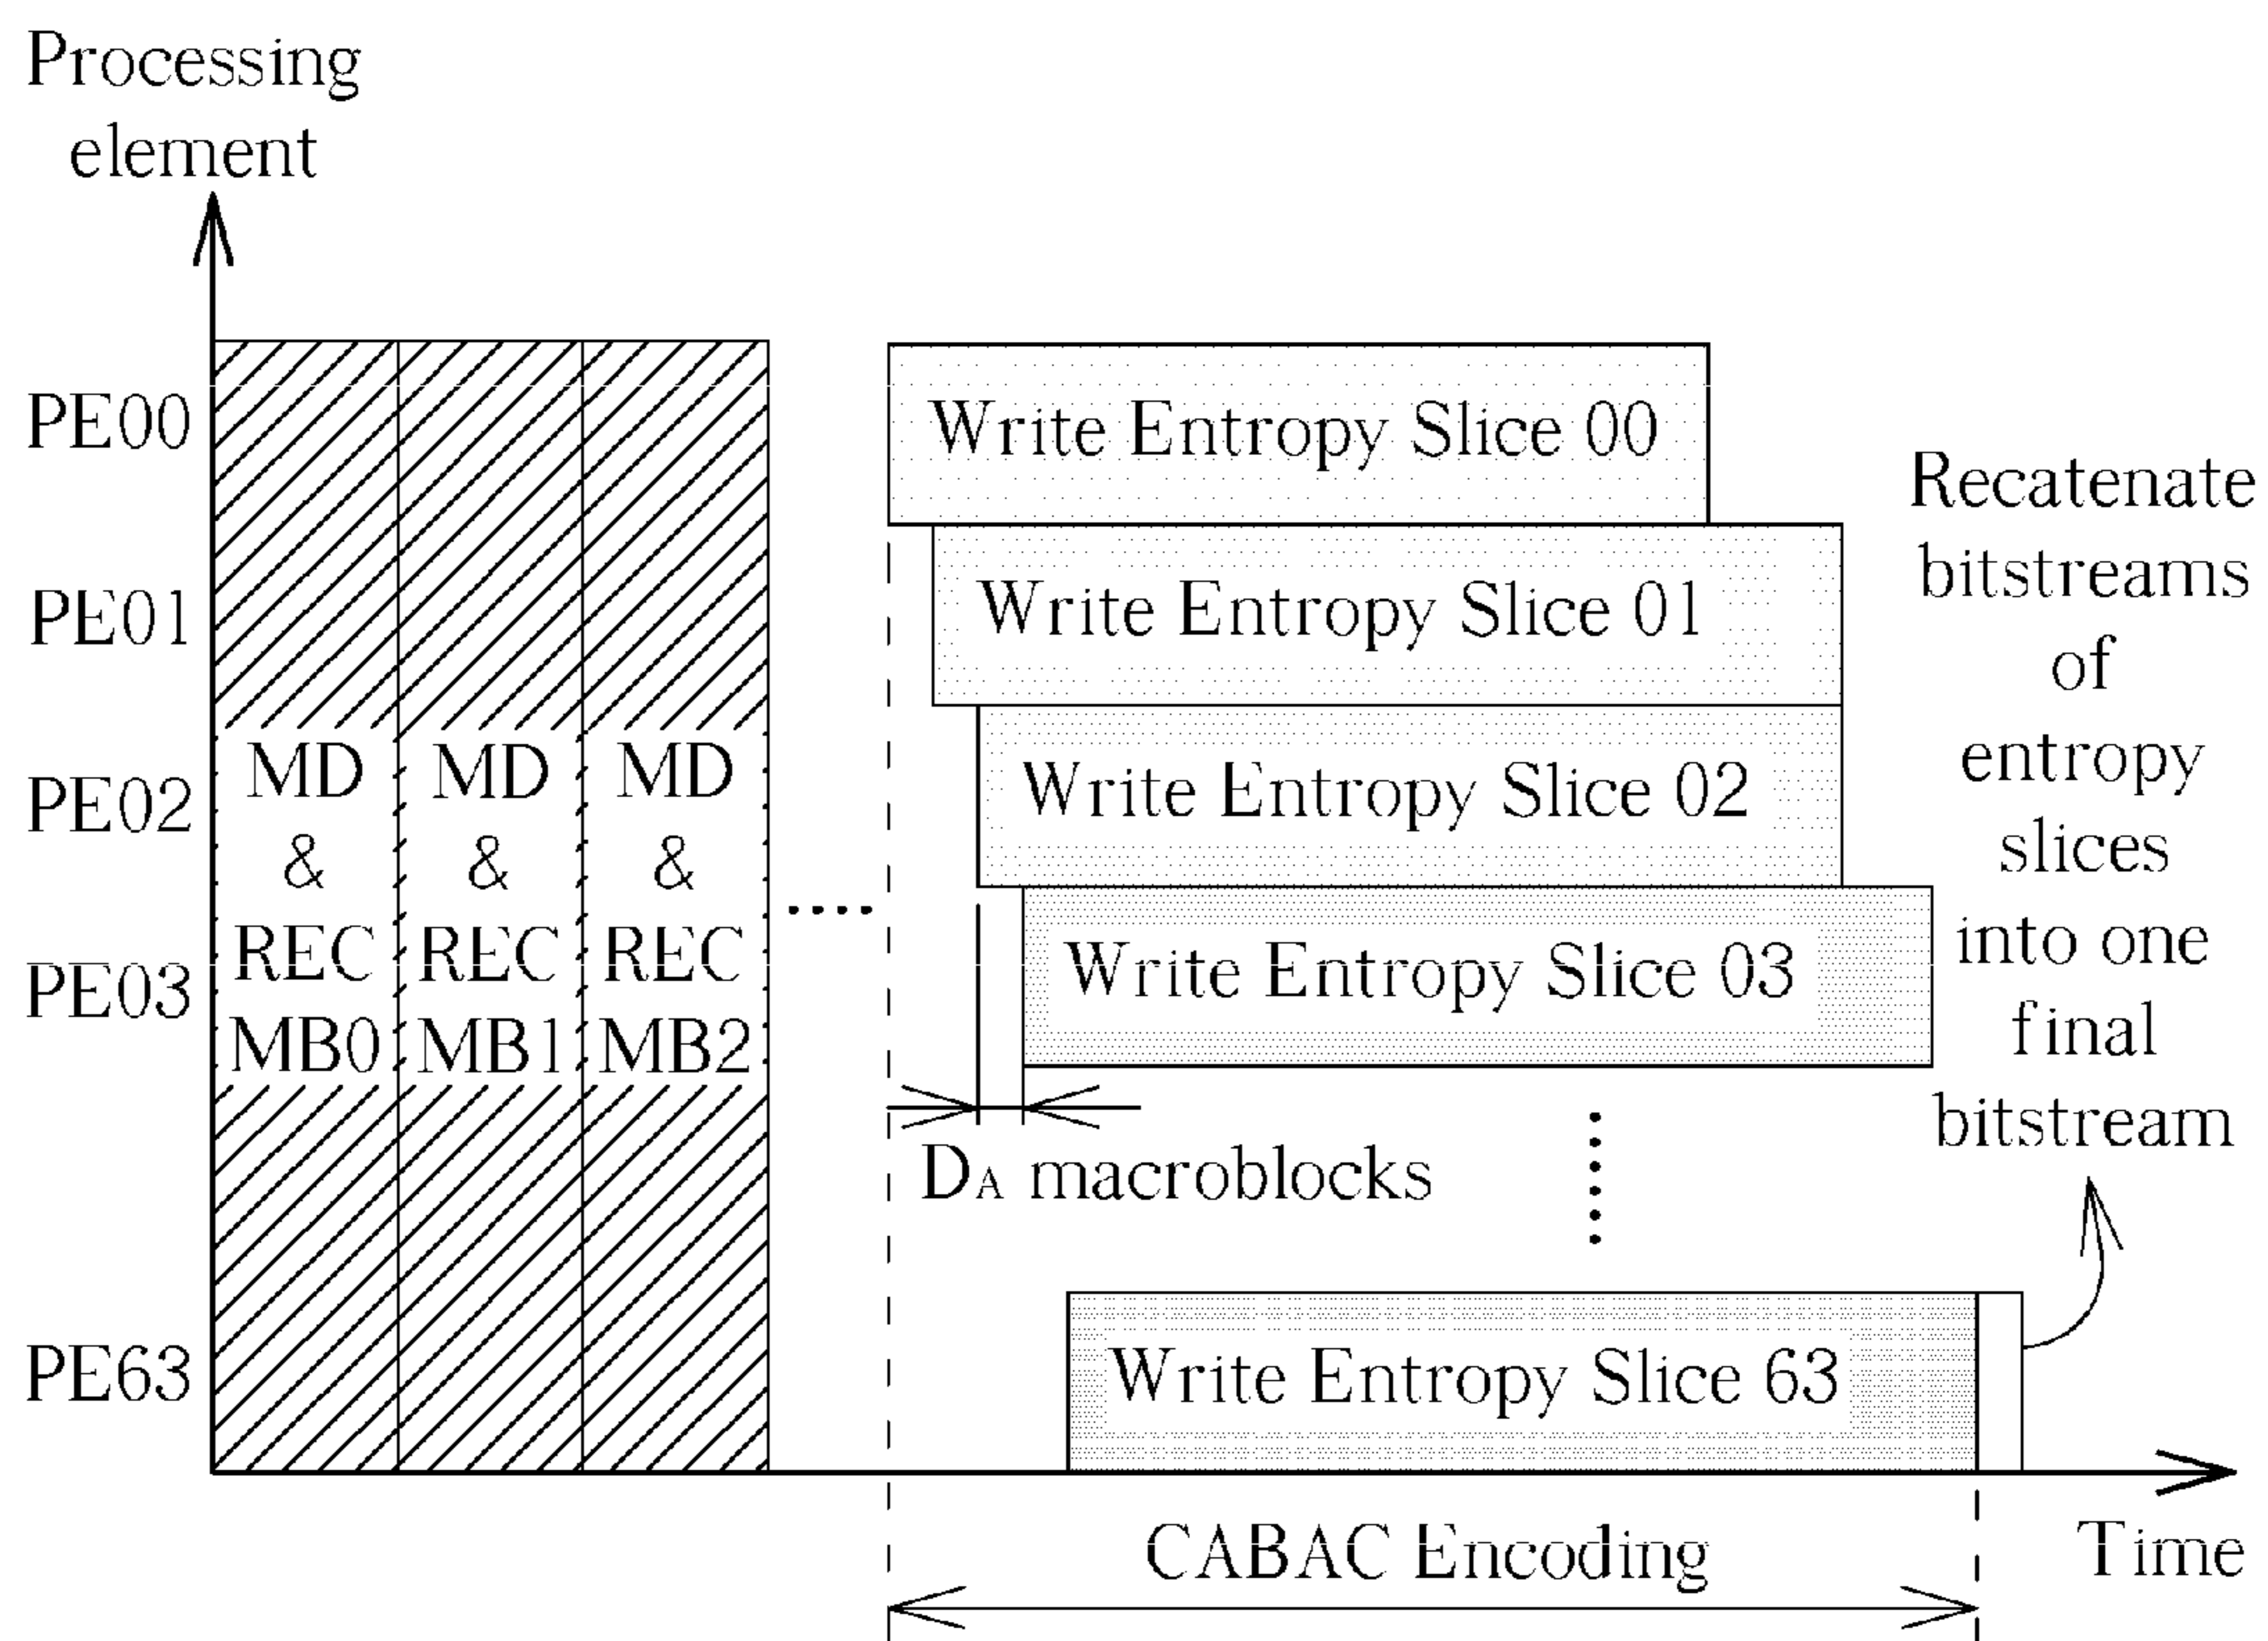 Processing
element
PE00
PE01
PE02
PE03
PE63
MD
&
REC
MB0
MD
&
REC
MB1
MD
&
REC
MB2
Write Entropy Slice 00
Write Entropy Slice 01
Write Entropy Slice 02
Write Entropy Slice 03
DA macroblocks
Write Entropy Slice 63
Recatenate
bitstreams
of
entropy
slices
into one
final
bitstream
CABAC Encoding
Time